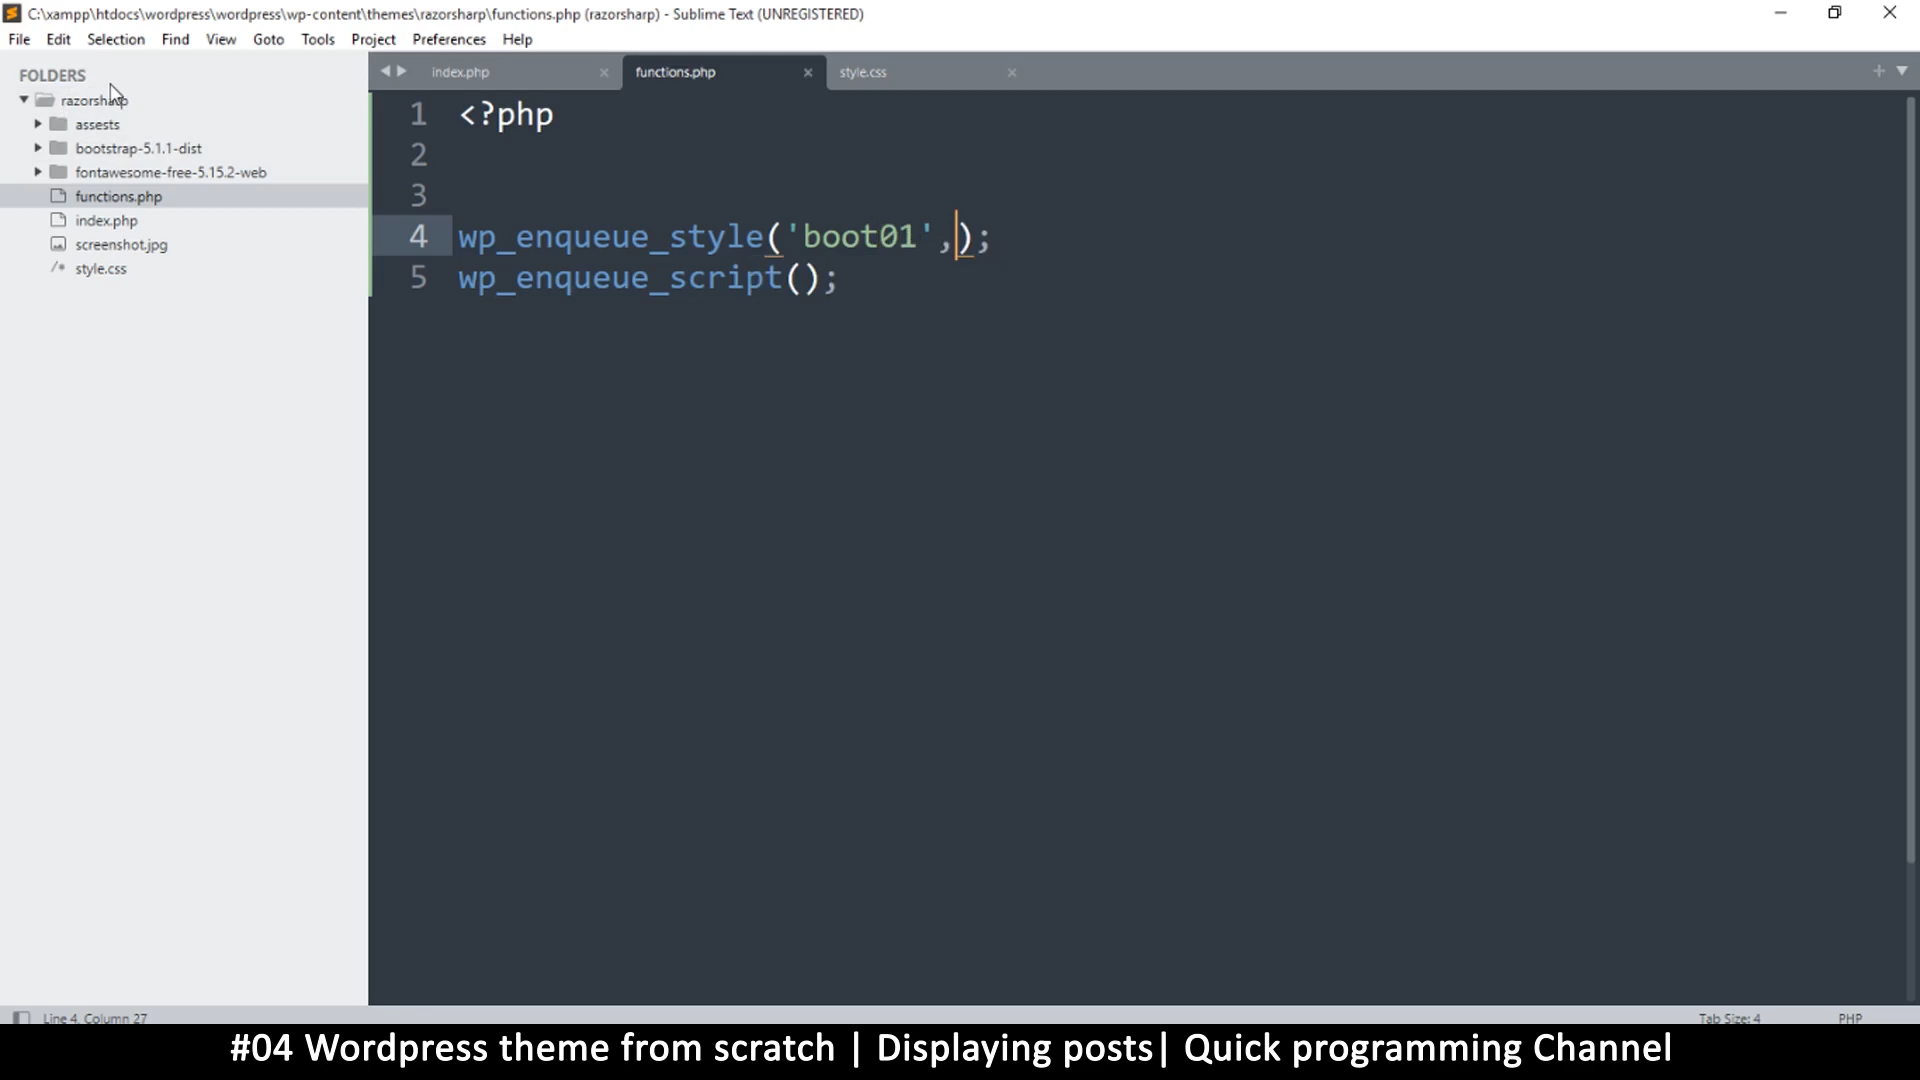 C:\xampp\htdocs\wordpress\wordpress\wp-content\themes\razorsharp\functions.php (razorsharp) - Sublime Text (UNREGISTERED)
File Edit Selection Find View Goto Tools Project Preferences Help
FOLDERS
razorsharp
assests
bootstrap-5.1.1-dist
fontawesome-free-5.15.2-web
functions.php
index.php
screenshot.jpg
/* style.css
index.php functions.php style.css
1 <?php
2
3
4 wp_enqueue_style('boot01',);
5 wp_enqueue_script();
Line 4, Column 27 Tab Size: 4 PHP
#04 Wordpress theme from scratch | Displaying posts| Quick programming Channel